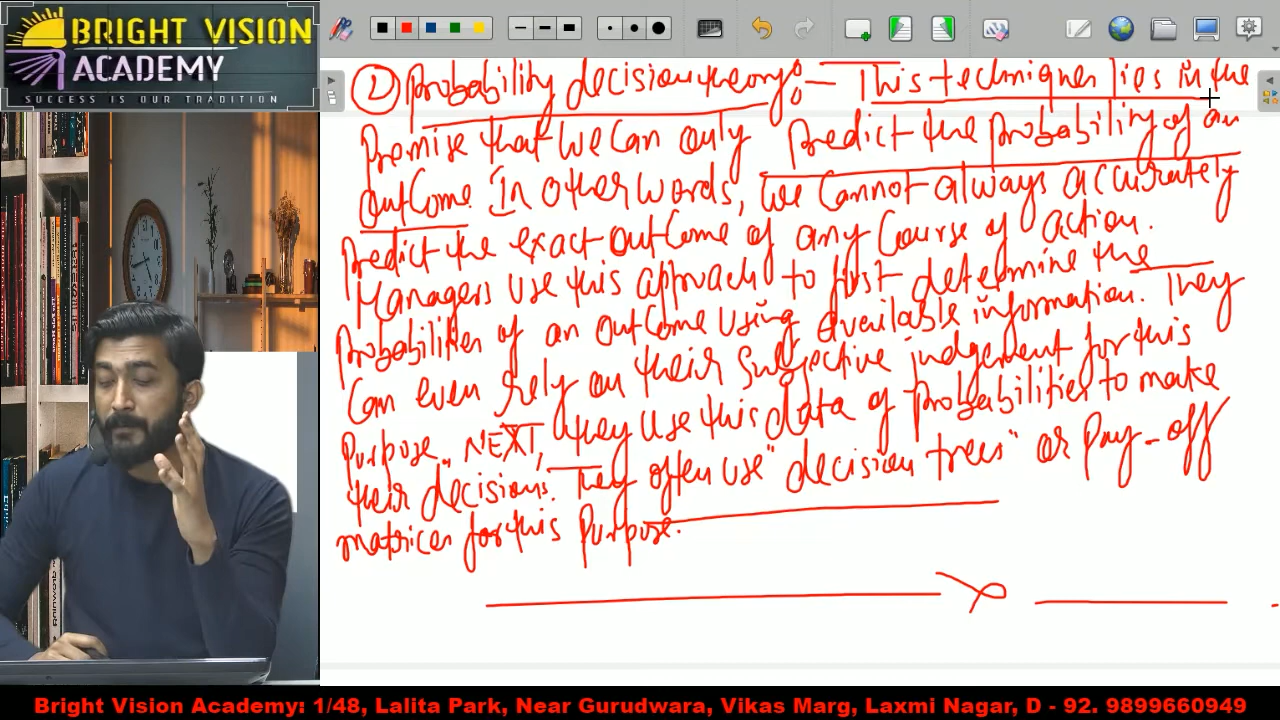 BRIGHT VISION
ACADEMY
SUCCESS IS OUR TRADITION
① Probability decision theory :- This techniques lies in the
Premise that we can only Predict the probability of an
outcome In other words, we cannot always accurately
Predict the exact outcome of any Course of action.
Managers use this approach to first determine the
Probabilities of an outcome using available information. They
Can even rely on their subjective judgement for this
Purpose. NEXT, they use this data of probabilities to make
their decisions. They often use "decision trees" or Pay-off
matrices for this Purpose.
Bright Vision Academy: 1/48, Lalita Park, Near Gurudwara, Vikas Marg, Laxmi Nagar, D - 92. 9899660949